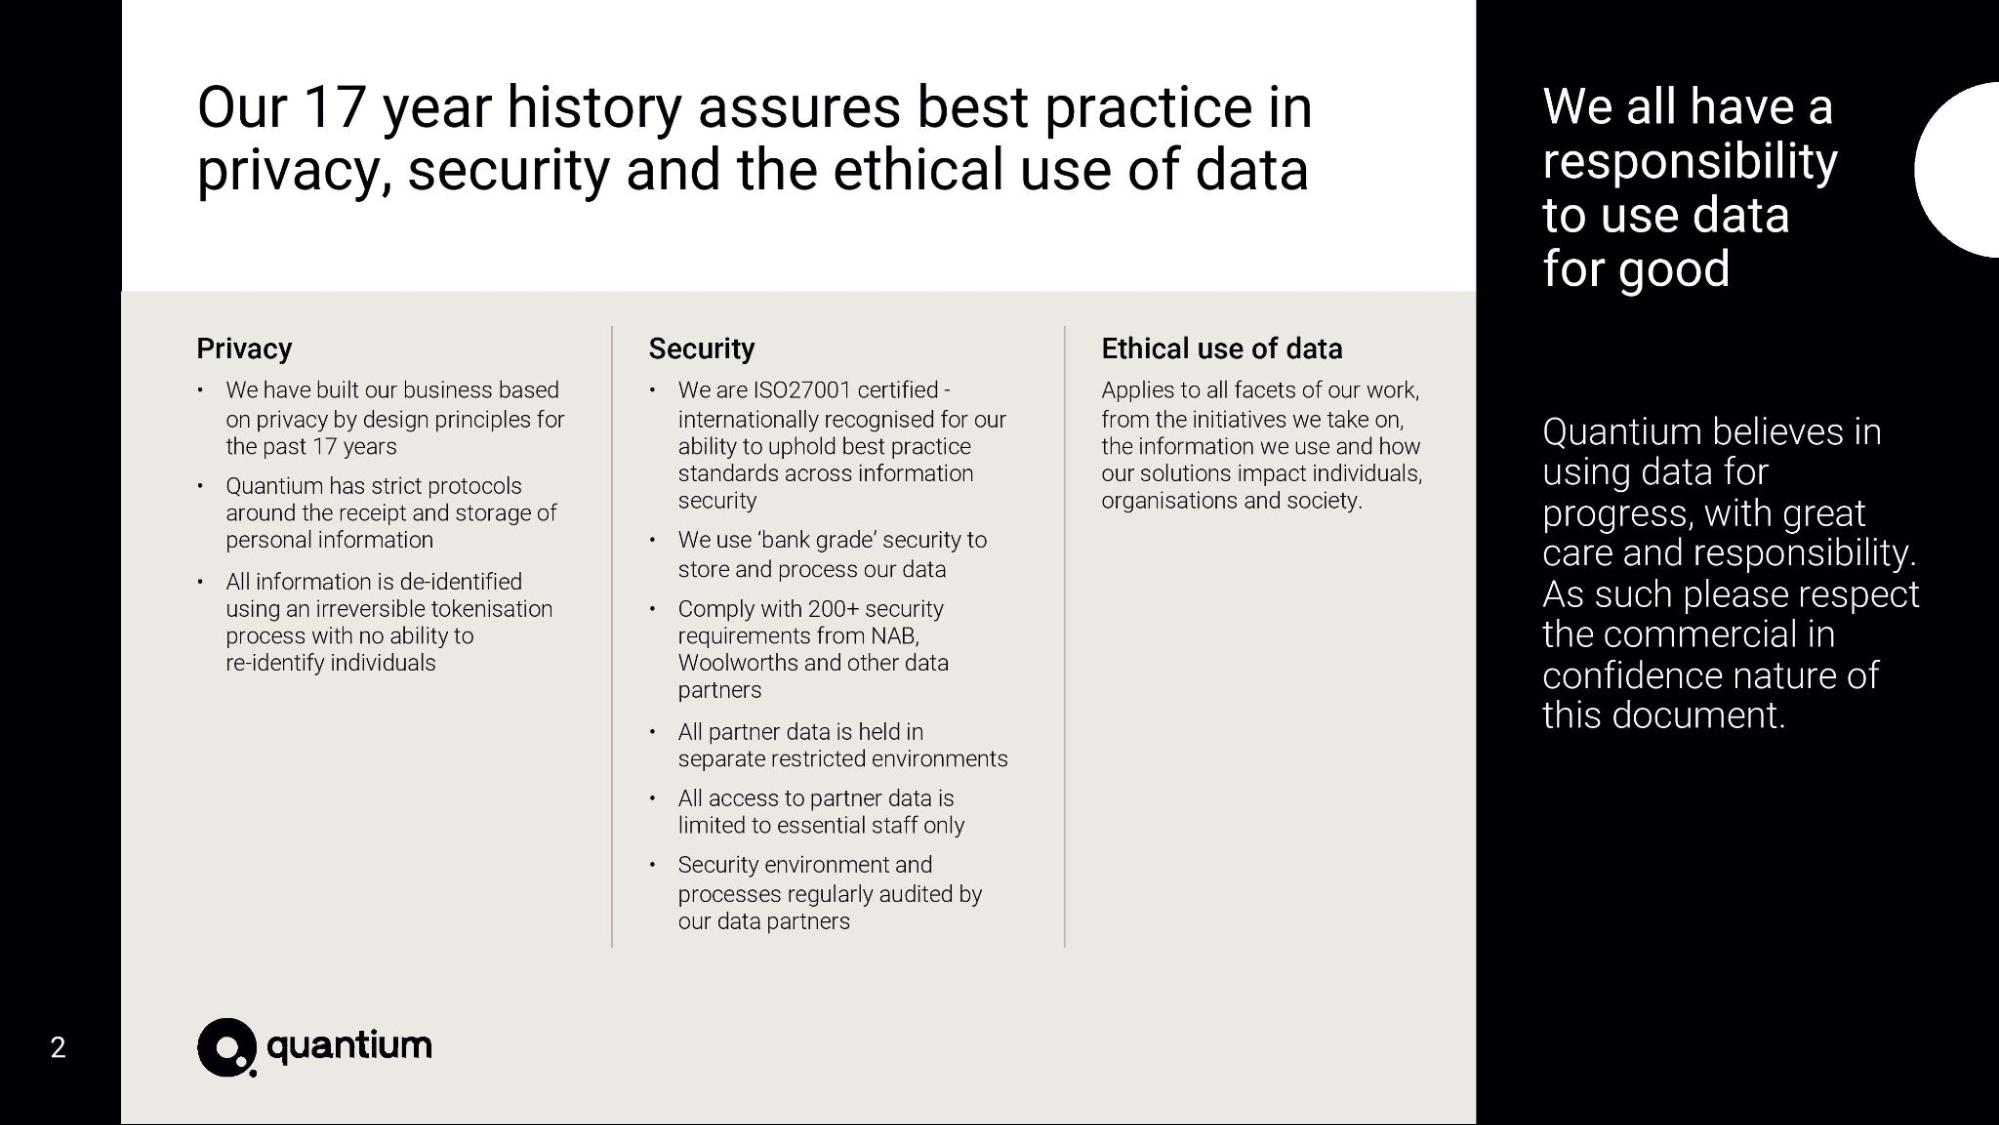 Our 17 year history assures best practice in
privacy, security and the ethical use of data
Privacy
• We have built our business based
on privacy by design principles for
the past 17 years
• Quantium has strict protocols
around the receipt and storage of
personal information
• All information is de-identified
using an irreversible tokenisation
process with no ability to
re-identify individuals
Security
• We are ISO27001 certified -
internationally recognised for our
ability to uphold best practice
standards across information
security
• We use ‘bank grade’ security to
store and process our data
• Comply with 200+ security
requirements from NAB,
Woolworths and other data
partners
• All partner data is held in
separate restricted environments
• All access to partner data is
limited to essential staff only
• Security environment and
processes regularly audited by
our data partners
Ethical use of data
Applies to all facets of our work,
from the initiatives we take on,
the information we use and how
our solutions impact individuals,
organisations and society.
We all have a
responsibility
to use data
for good
Quantium believes in
using data for
progress, with great
care and responsibility.
As such please respect
the commercial in
confidence nature of
this document.
2
quantium